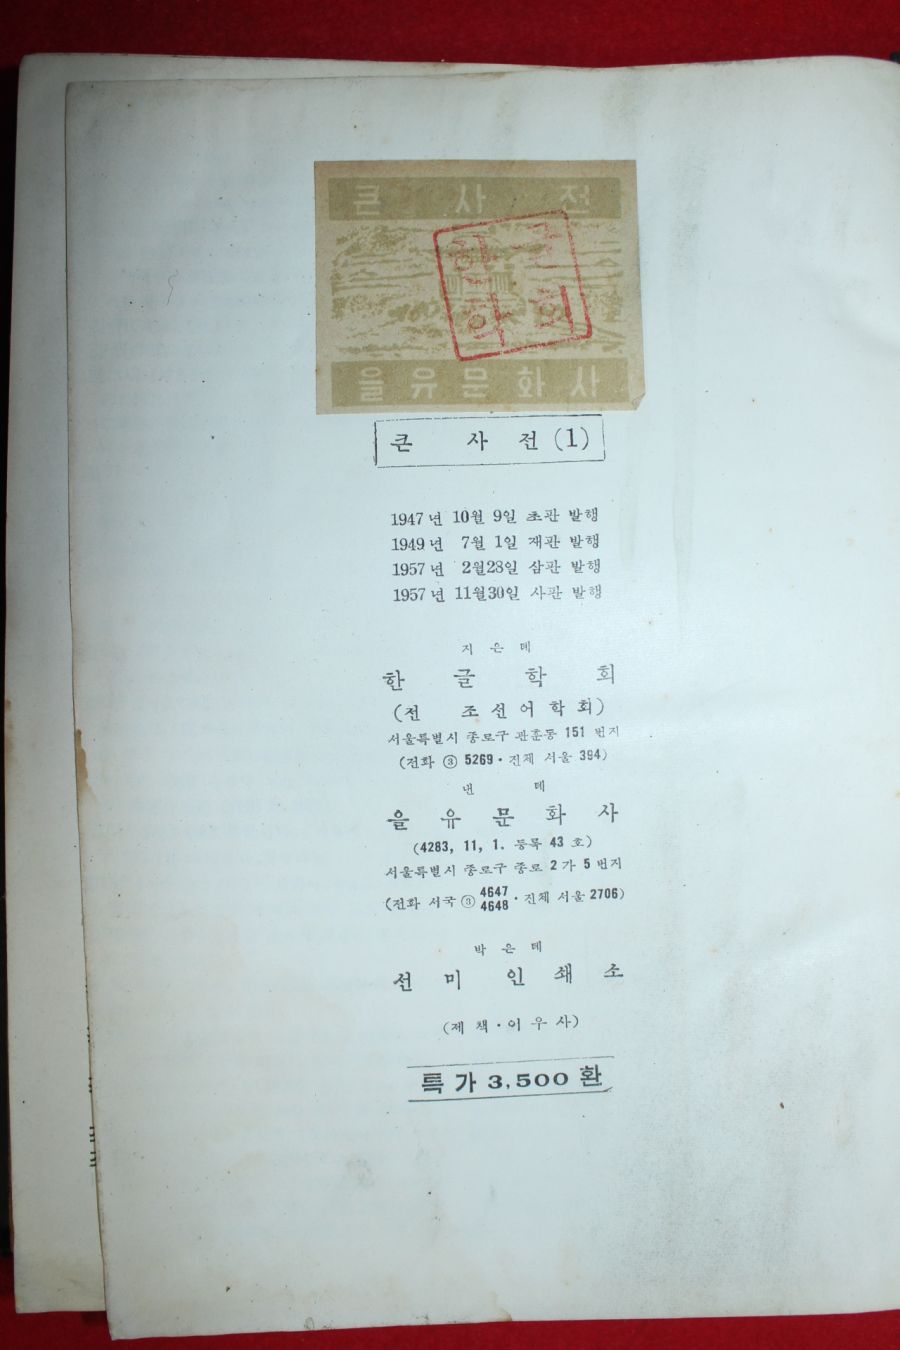 큰 사 전
한글
학회
을유문화사
큰 사 전 (1)
1947년 10월 9일 초판 발행
1949년 7월 1일 재판 발행
1957년 2월28일 삼판 발행
1957년 11월30일 사판 발행
지 은 데
한 글 학 회
(전 조선어학회)
서울특별시 종로구 관훈동 151 번지
(전화 ③ 5269·진체 서울 394)
낸 데
을 유 문 화 사
(4283, 11, 1. 등록 43 호)
서울특별시 종로구 종로 2 가 5 번지
(전화 서국 ③ 4647 4648·진체 서울 2706)
박 은 데
선 미 인 쇄 소
(제 책·이 우 사)
특 가 3,500 환